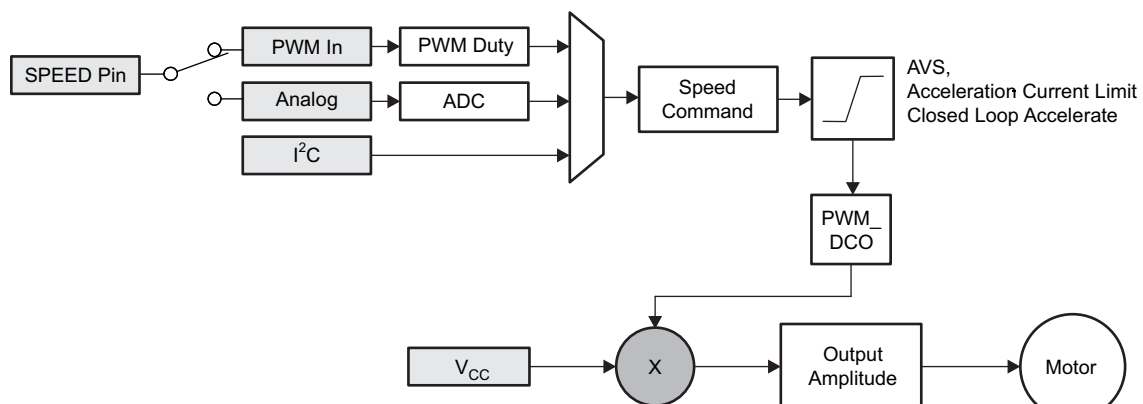 SPEED Pin
PWM In
PWM Duty
Analog
ADC
I²C
Speed
Command
AVS,
Acceleration Current Limit
Closed Loop Accelerate
PWM_
DCO
V_CC
X
Output
Amplitude
Motor